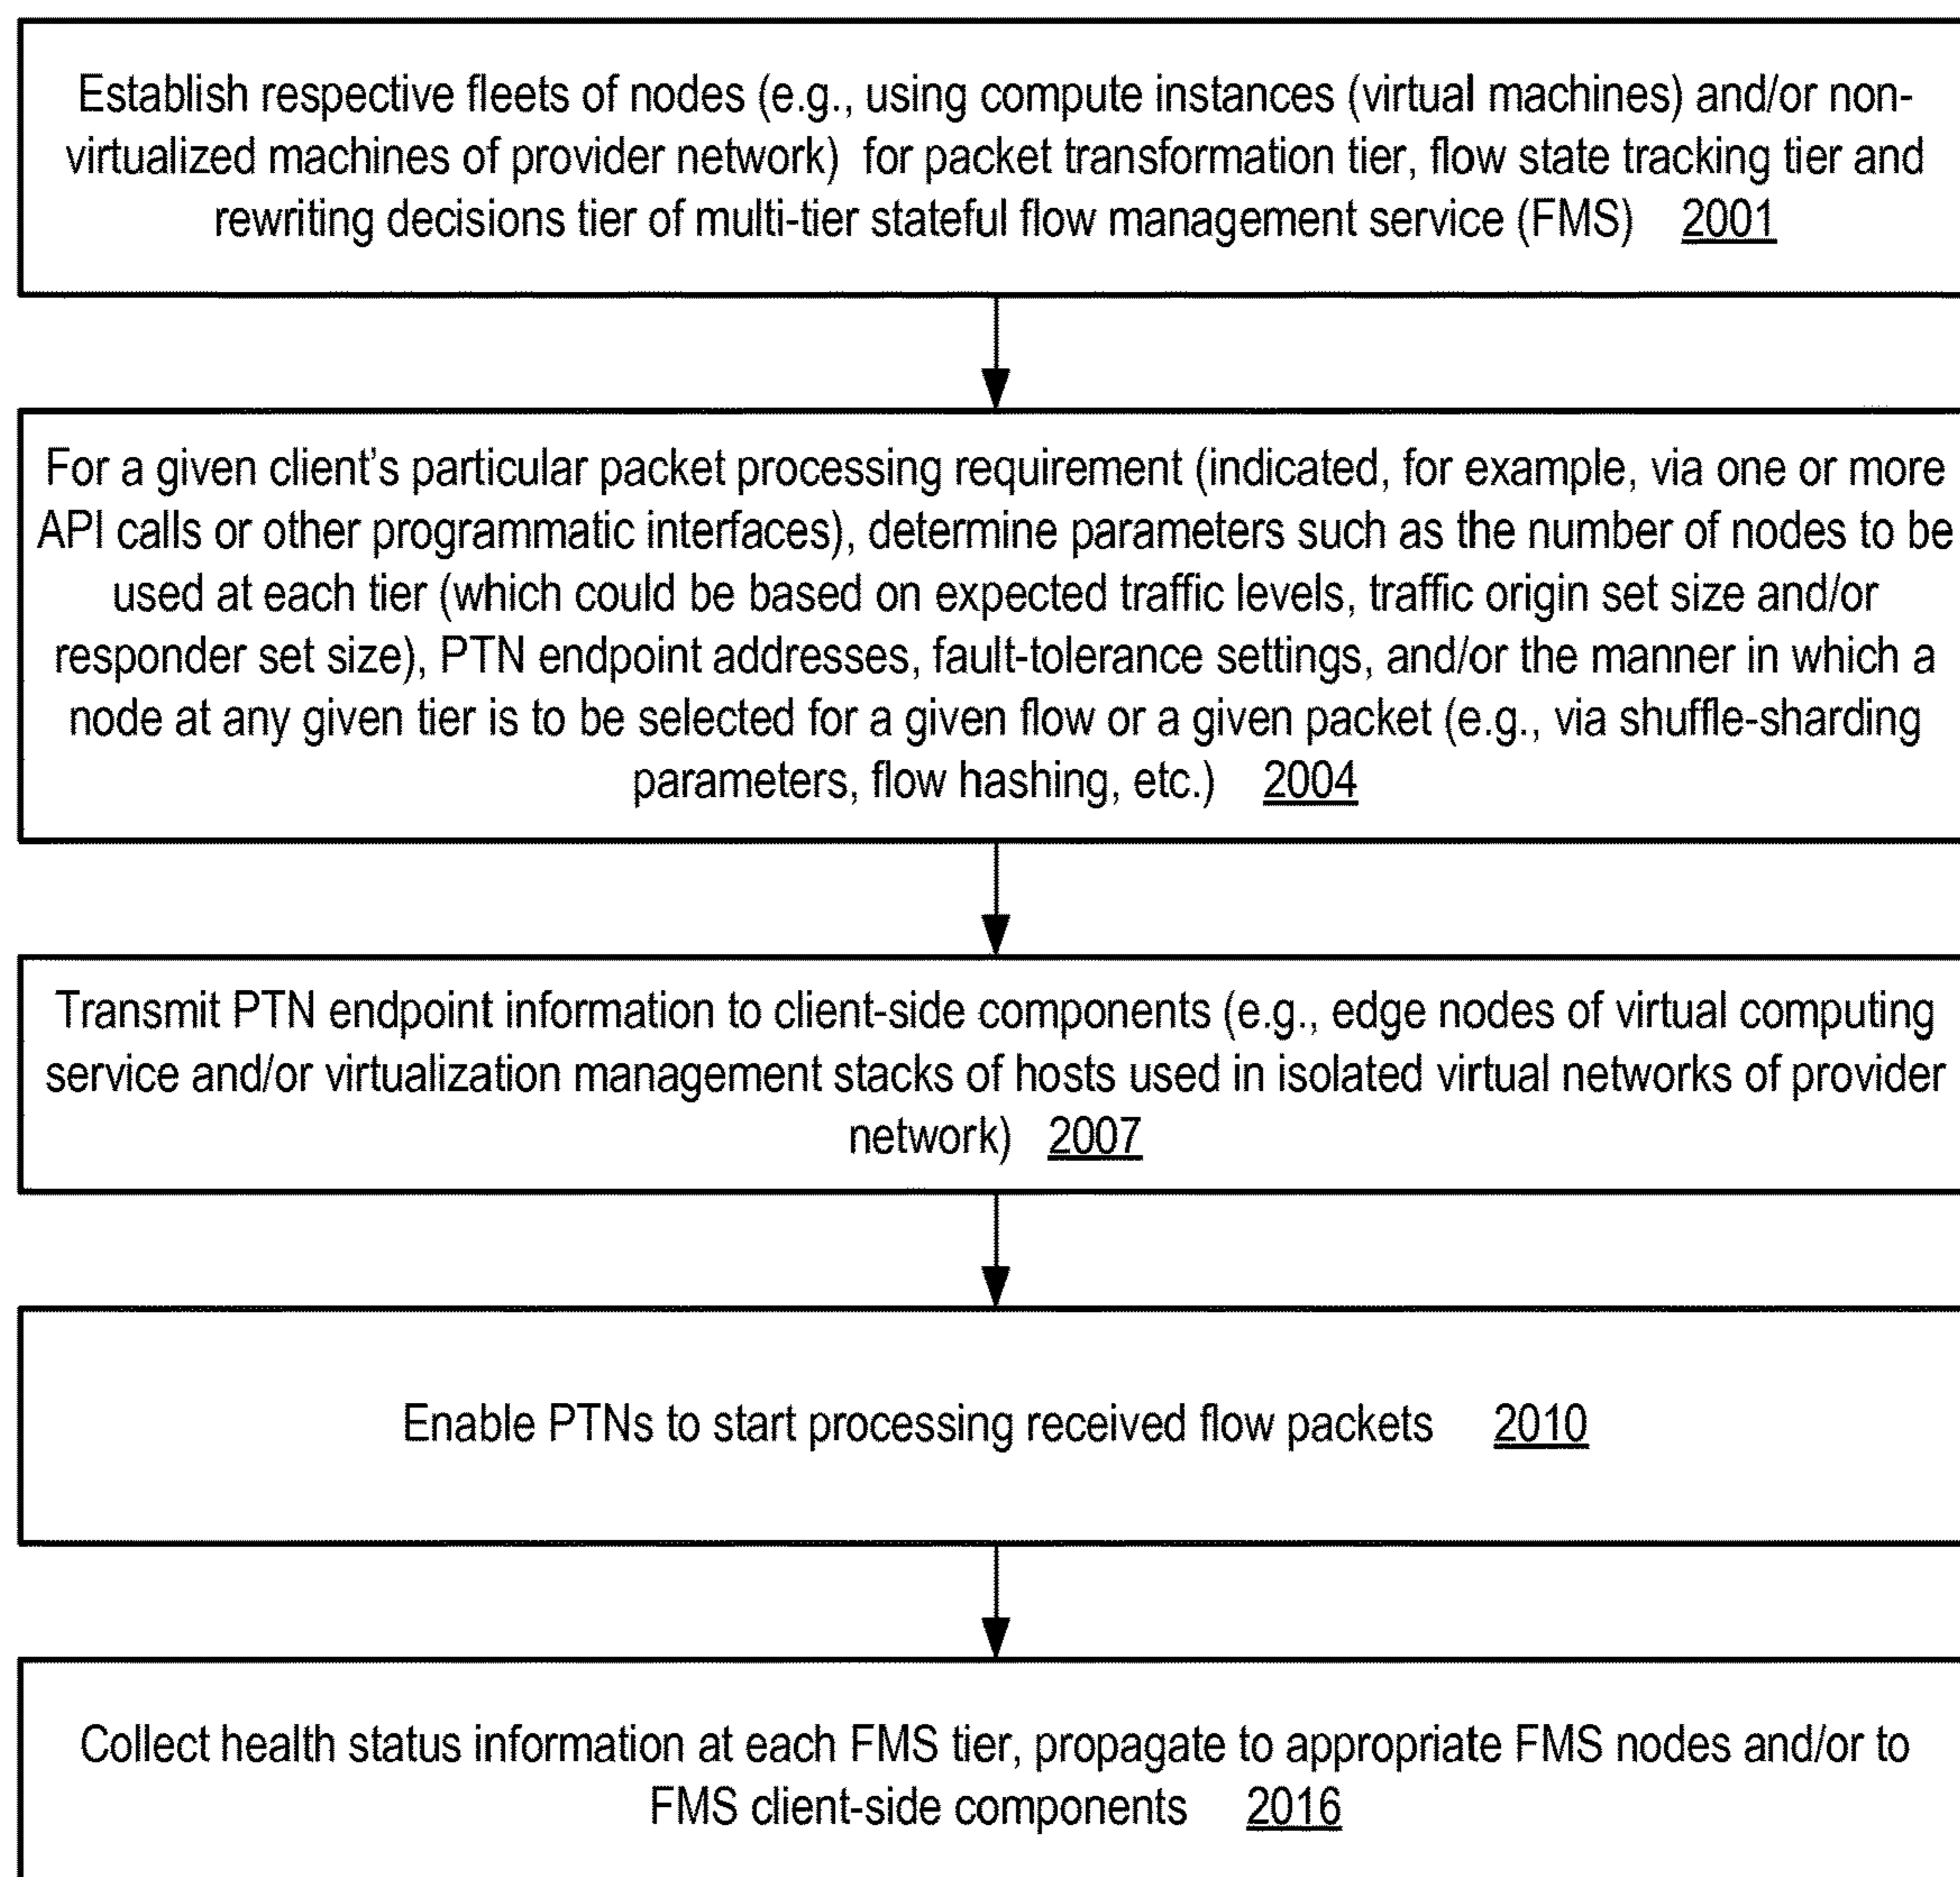 Establish respective fleets of nodes (e.g., using compute instances (virtual machines) and/or non-
virtualized machines of provider network) for packet transformation tier, flow state tracking tier and
rewriting decisions tier of multi-tier stateful flow management service (FMS) 2001
For a given client's particular packet processing requirement (indicated, for example, via one or more
API calls or other programmatic interfaces), determine parameters such as the number of nodes to be
used at each tier (which could be based on expected traffic levels, traffic origin set size and/or
responder set size), PTN endpoint addresses, fault-tolerance settings, and/or the manner in which a
node at any given tier is to be selected for a given flow or a given packet (e.g., via shuffle-sharding
parameters, flow hashing, etc.) 2004
Transmit PTN endpoint information to client-side components (e.g., edge nodes of virtual computing
service and/or virtualization management stacks of hosts used in isolated virtual networks of provider
network) 2007
Enable PTNs to start processing received flow packets 2010
Collect health status information at each FMS tier, propagate to appropriate FMS nodes and/or to
FMS client-side components 2016